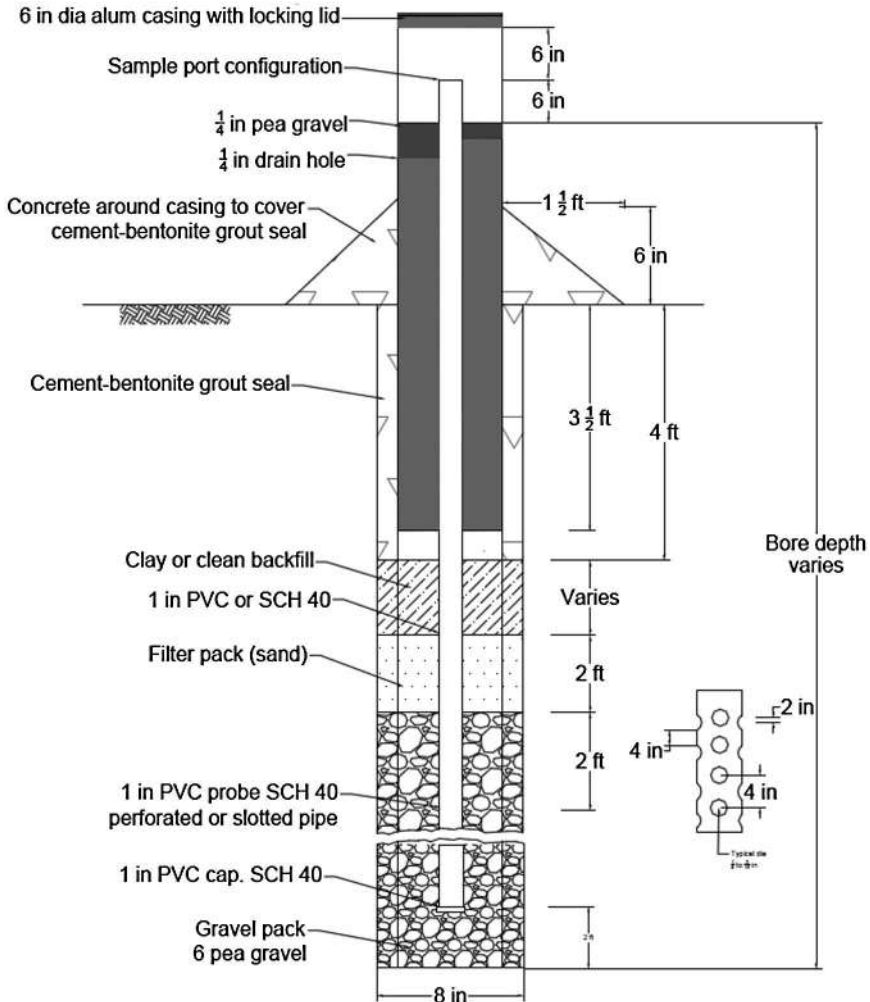 6 in dia alum casing with locking lid
6 in
Sample port configuration
6 in
1/4 in pea gravel
1/4 in drain hole
1 1/2 ft
Concrete around casing to cover
cement-bentonite grout seal
6 in
Cement-bentonite grout seal
3 1/2 ft
4 ft
Bore depth
varies
Clay or clean backfill
1 in PVC or SCH 40
Varies
Filter pack (sand)
2 ft
2 in
4 in
2 ft
4 in
1 in PVC probe SCH 40
perforated or slotted pipe
Typical die
1 in PVC cap. SCH 40
Gravel pack
6 pea gravel
2 ft
8 in